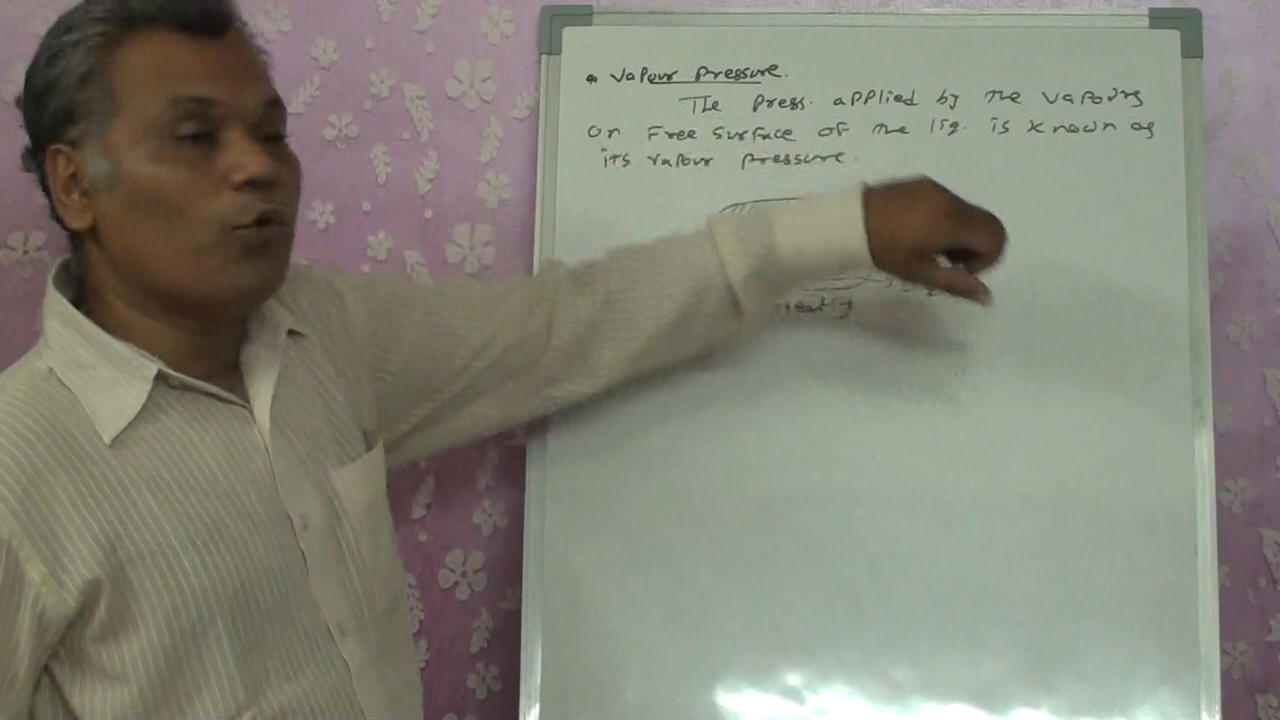 Vapour Pressure.
The Press. applied by the vapours
on Free surface of the liq. is known as
its vapour pressure.